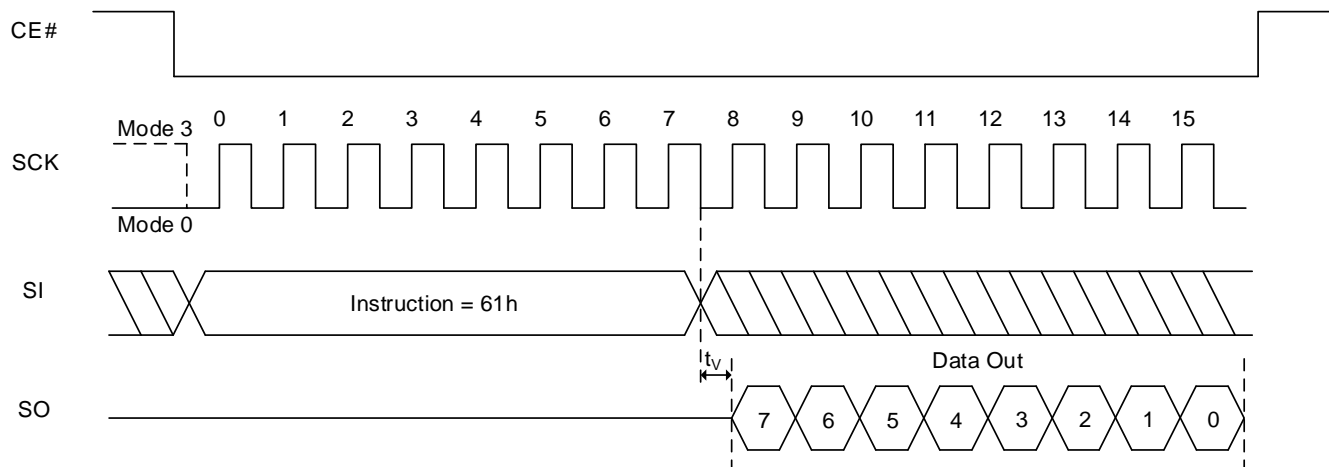 CE#
Mode 3
0 1 2 3 4 5 6 7 8 9 10 11 12 13 14 15
SCK
Mode 0
SI
Instruction = 61h
tV
Data Out
SO
7 6 5 4 3 2 1 0